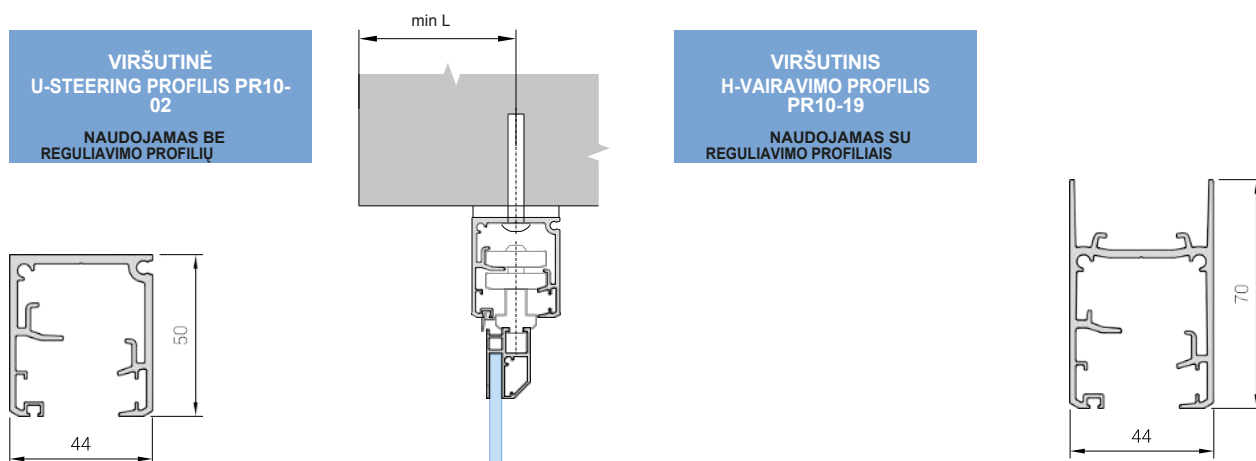 min L
VIRŠUTINĖ
U-STEERING PROFILIS PR10-
02
NAUDOJAMAS BE
REGULIAVIMO PROFILIŲ
VIRŠUTINIS
H-VAIRAVIMO PROFILIS
PR10-19
NAUDOJAMAS SU
REGULIAVIMO PROFILIAIS
50
44
70
44